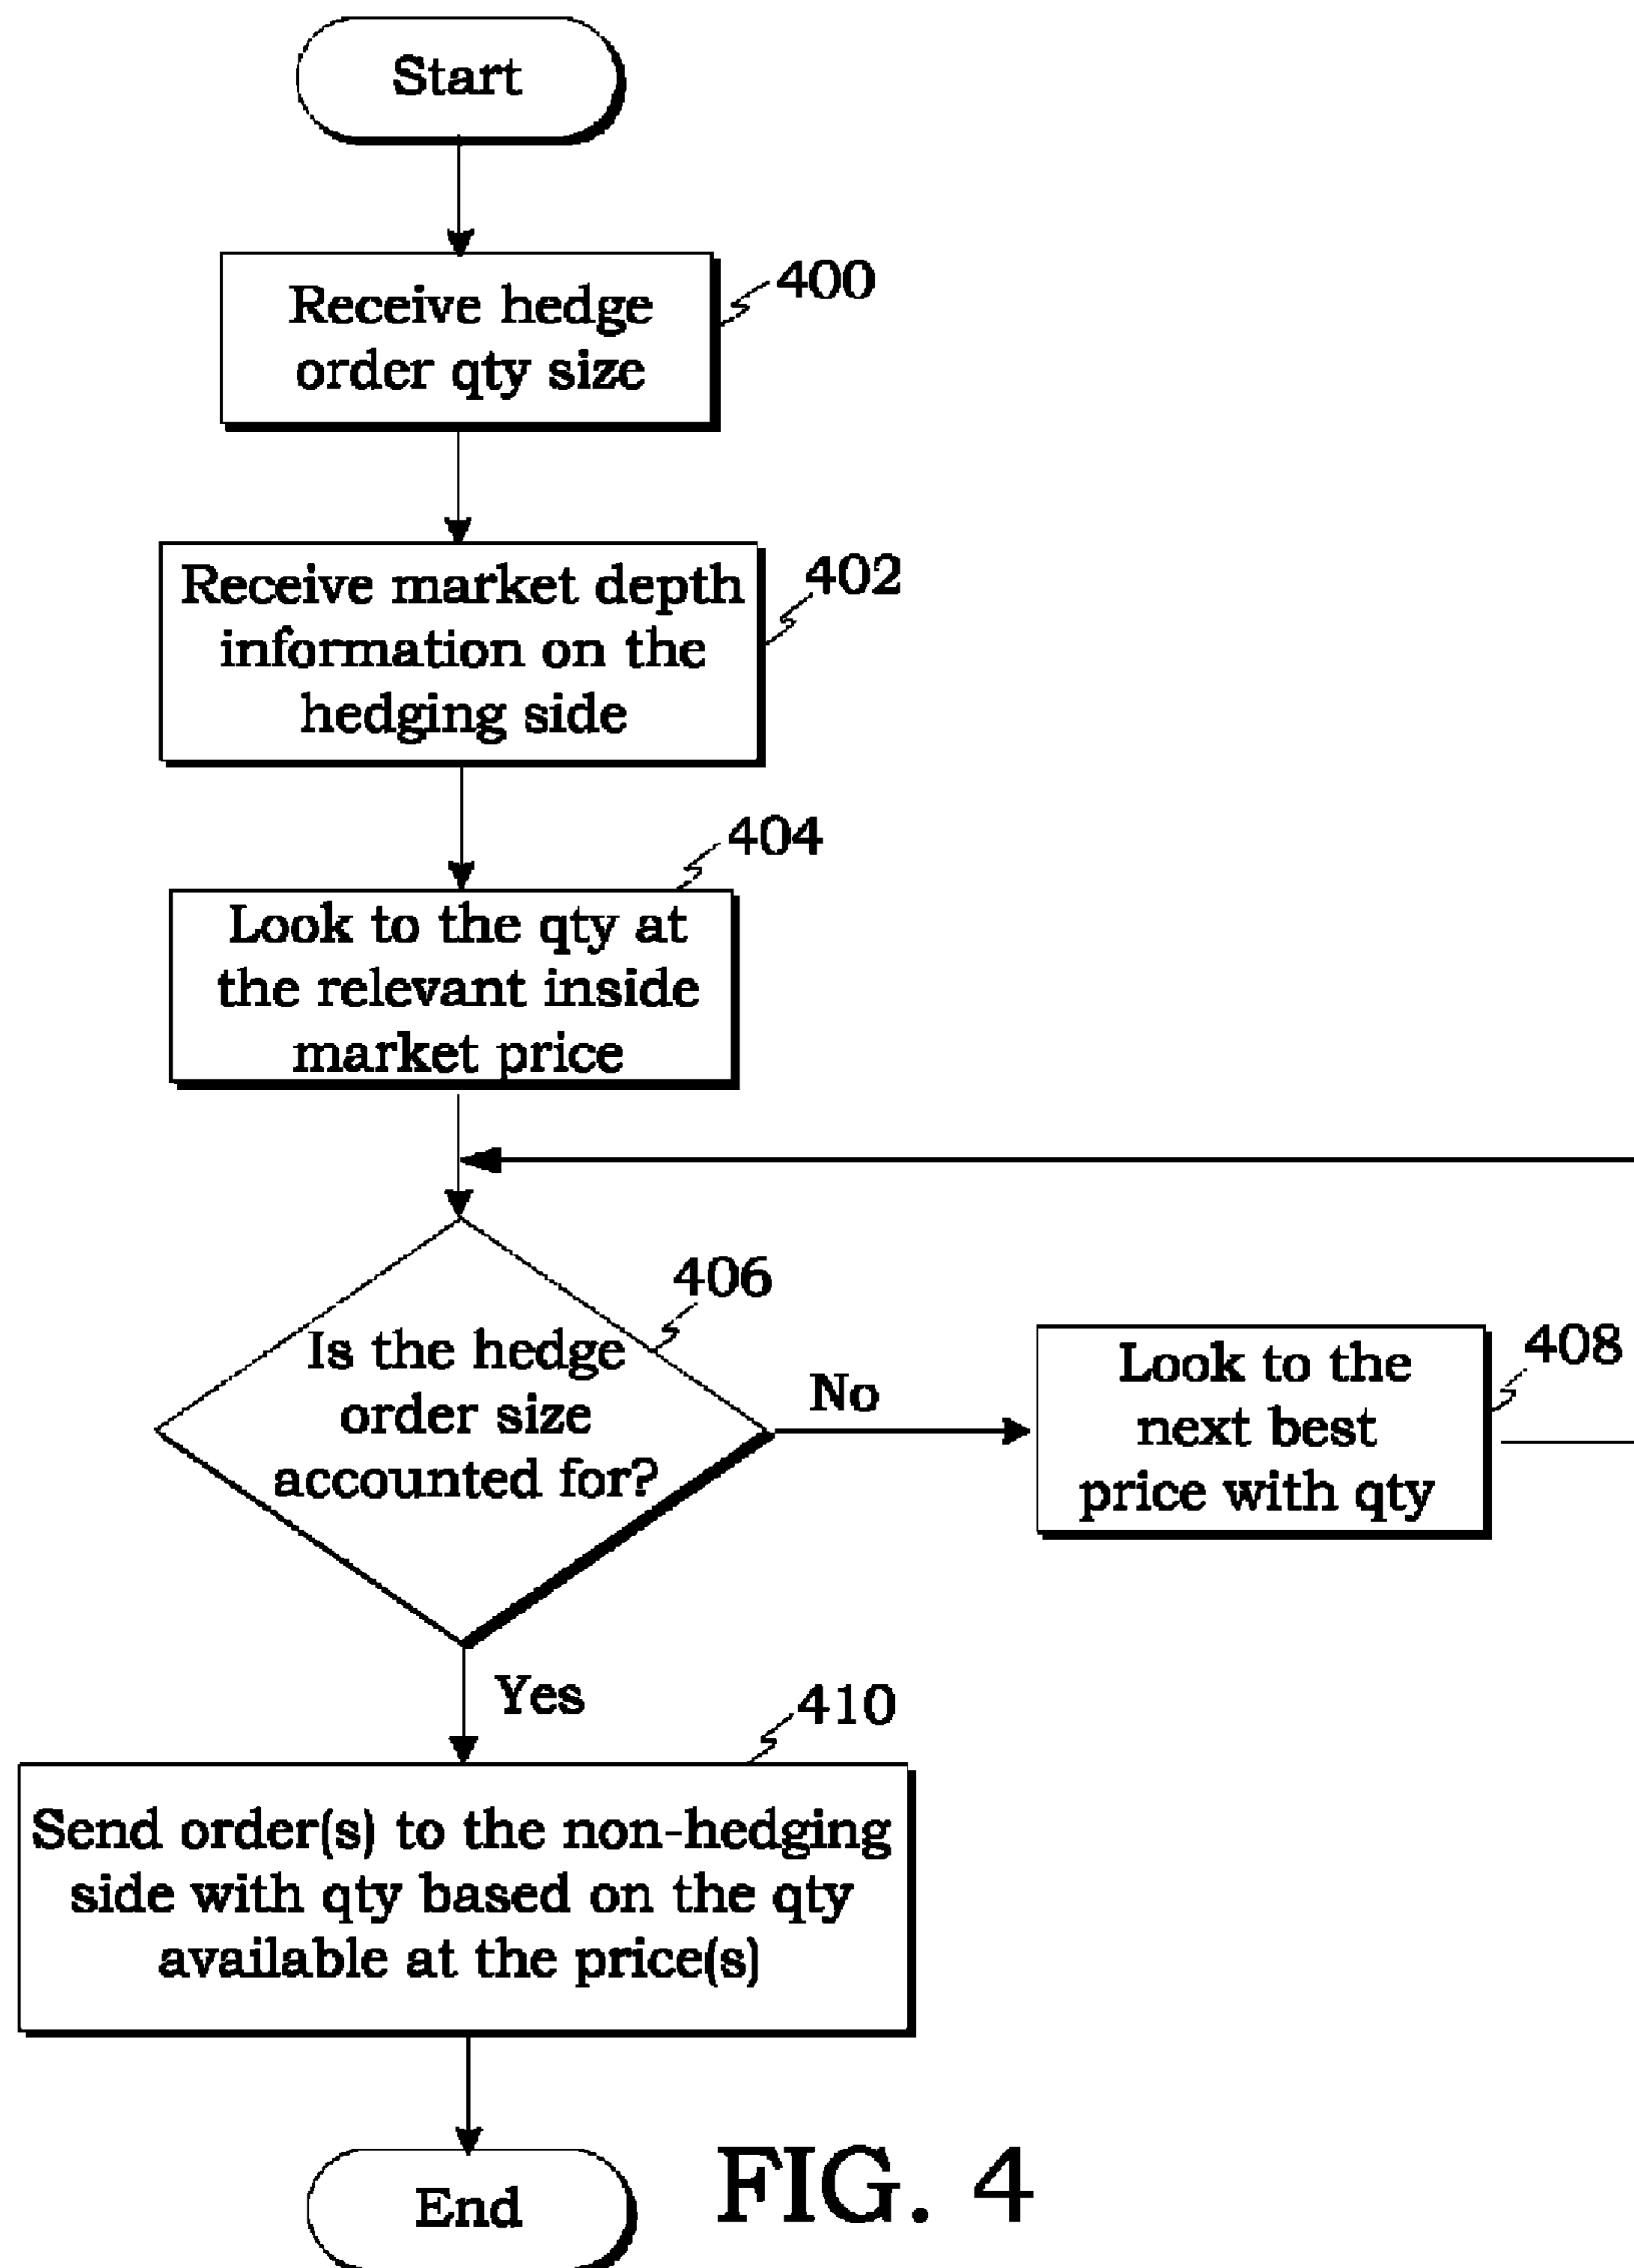 Start
400
Receive hedge
order qty size
402
Receive market depth
information on the
hedging side
404
Look to the qty at
the relevant inside
market price
406
Is the hedge
order size
accounted for?
No
408
Look to the
next best
price with qty
Yes
410
Send order(s) to the non-hedging
side with qty based on the qty
available at the price(s)
End
FIG. 4